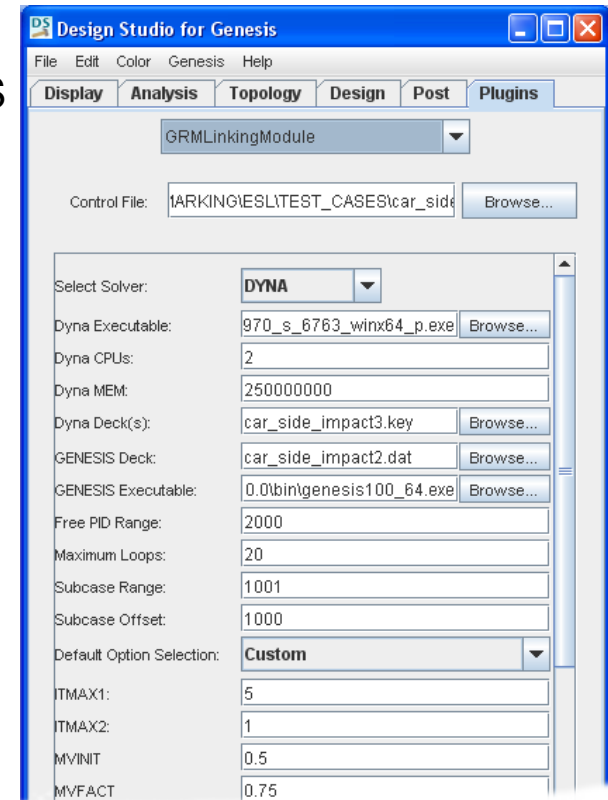 DS Design Studio for Genesis
File Edit Color Genesis Help
S
Display Analysis Topology Design Post Plugins
GRMLinkingModule
Control File: MARKING\ESL\TEST_CASES\car_side Browse...
Select Solver: DYNA
Dyna Executable: 970_s_6763_winx64_p.exe Browse...
Dyna CPUs: 2
Dyna MEM: 250000000
Dyna Deck(s): car_side_impact3.key Browse...
GENESIS Deck: car_side_impact2.dat Browse...
GENESIS Executable: 0.0\bin\genesis100_64.exe Browse...
Free PID Range: 2000
Maximum Loops: 20
Subcase Range: 1001
Subcase Offset: 1000
Default Option Selection: Custom
ITMAX1: 5
ITMAX2: 1
MVINIT 0.5
MVFACT 0.75